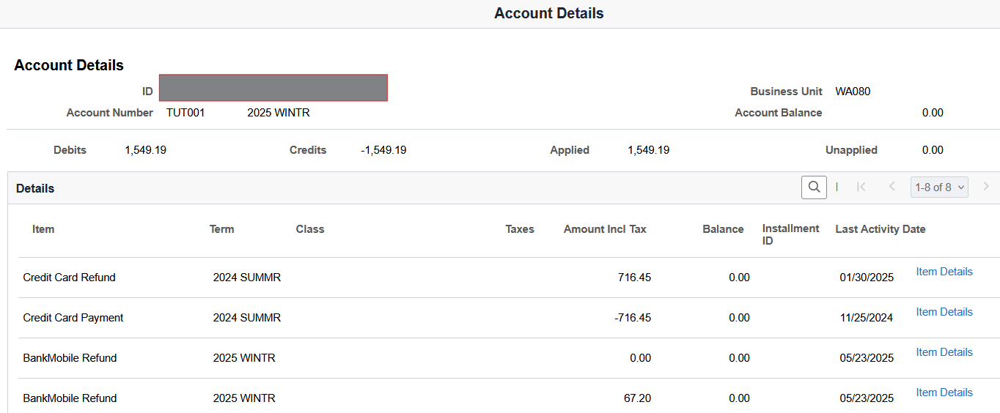 Account Details
Account Details
ID
Business Unit WA080
Account Number TUT001 2025 WINTR Account Balance 0.00
Debits 1,549.19 Credits -1,549.19 Applied 1,549.19 Unapplied 0.00
Details 1-8 of 8
Item Term Class Taxes Amount Incl Tax Balance Installment ID Last Activity Date
Credit Card Refund 2024 SUMMR 716.45 0.00 01/30/2025 Item Details
Credit Card Payment 2024 SUMMR -716.45 0.00 11/25/2024 Item Details
BankMobile Refund 2025 WINTR 0.00 0.00 05/23/2025 Item Details
BankMobile Refund 2025 WINTR 67.20 0.00 05/23/2025 Item Details